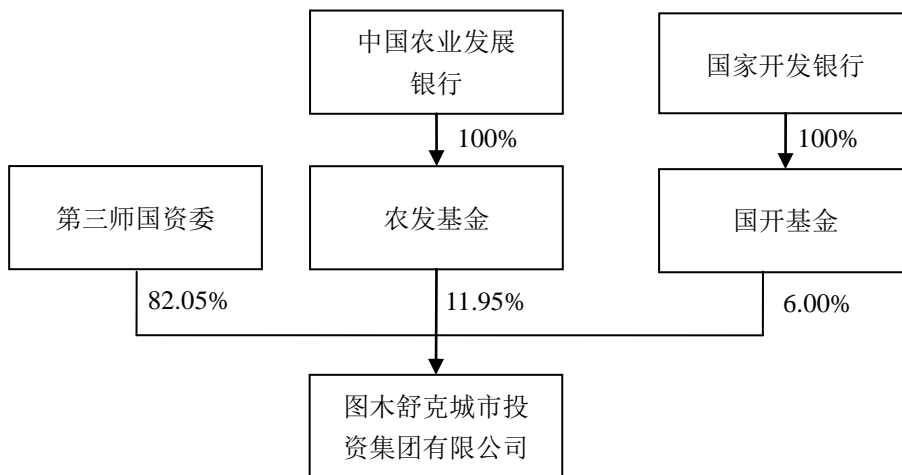 中国农业发展
银行
国家开发银行
100%
100%
第三师国资委
农发基金
国开基金
82.05%
11.95%
6.00%
图木舒克城市投
资集团有限公司